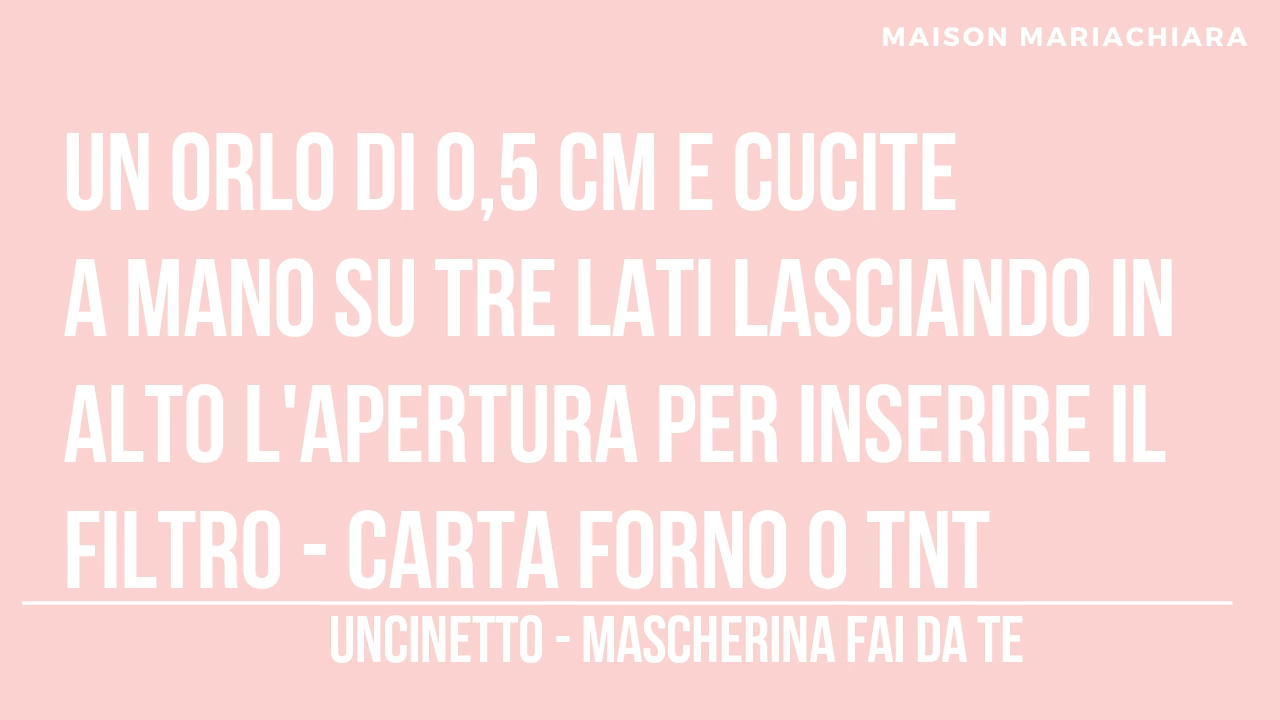 MAISON MARIACHIARA
UN ORLO DI 0,5 CM E CUCITE
A MANO SU TRE LATI LASCIANDO IN
ALTO L'APERTURA PER INSERIRE IL
FILTRO - CARTA FORNO O TNT
UNCINETTO - MASCHERINA FAI DA TE